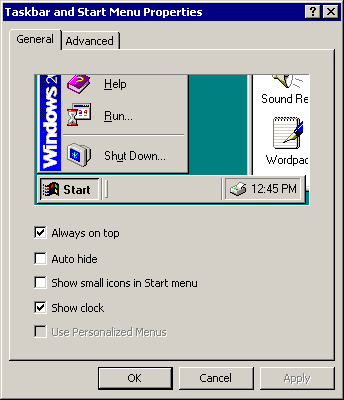 Taskbar and Start Menu Properties
General
Advanced
Windows 2
Help
Run...
Shut Down...
Sound Re
Wordpad
Start
12:45 PM
Always on top
Auto hide
Show small icons in Start menu
Show clock
Use Personalized Menus
OK
Cancel
Apply